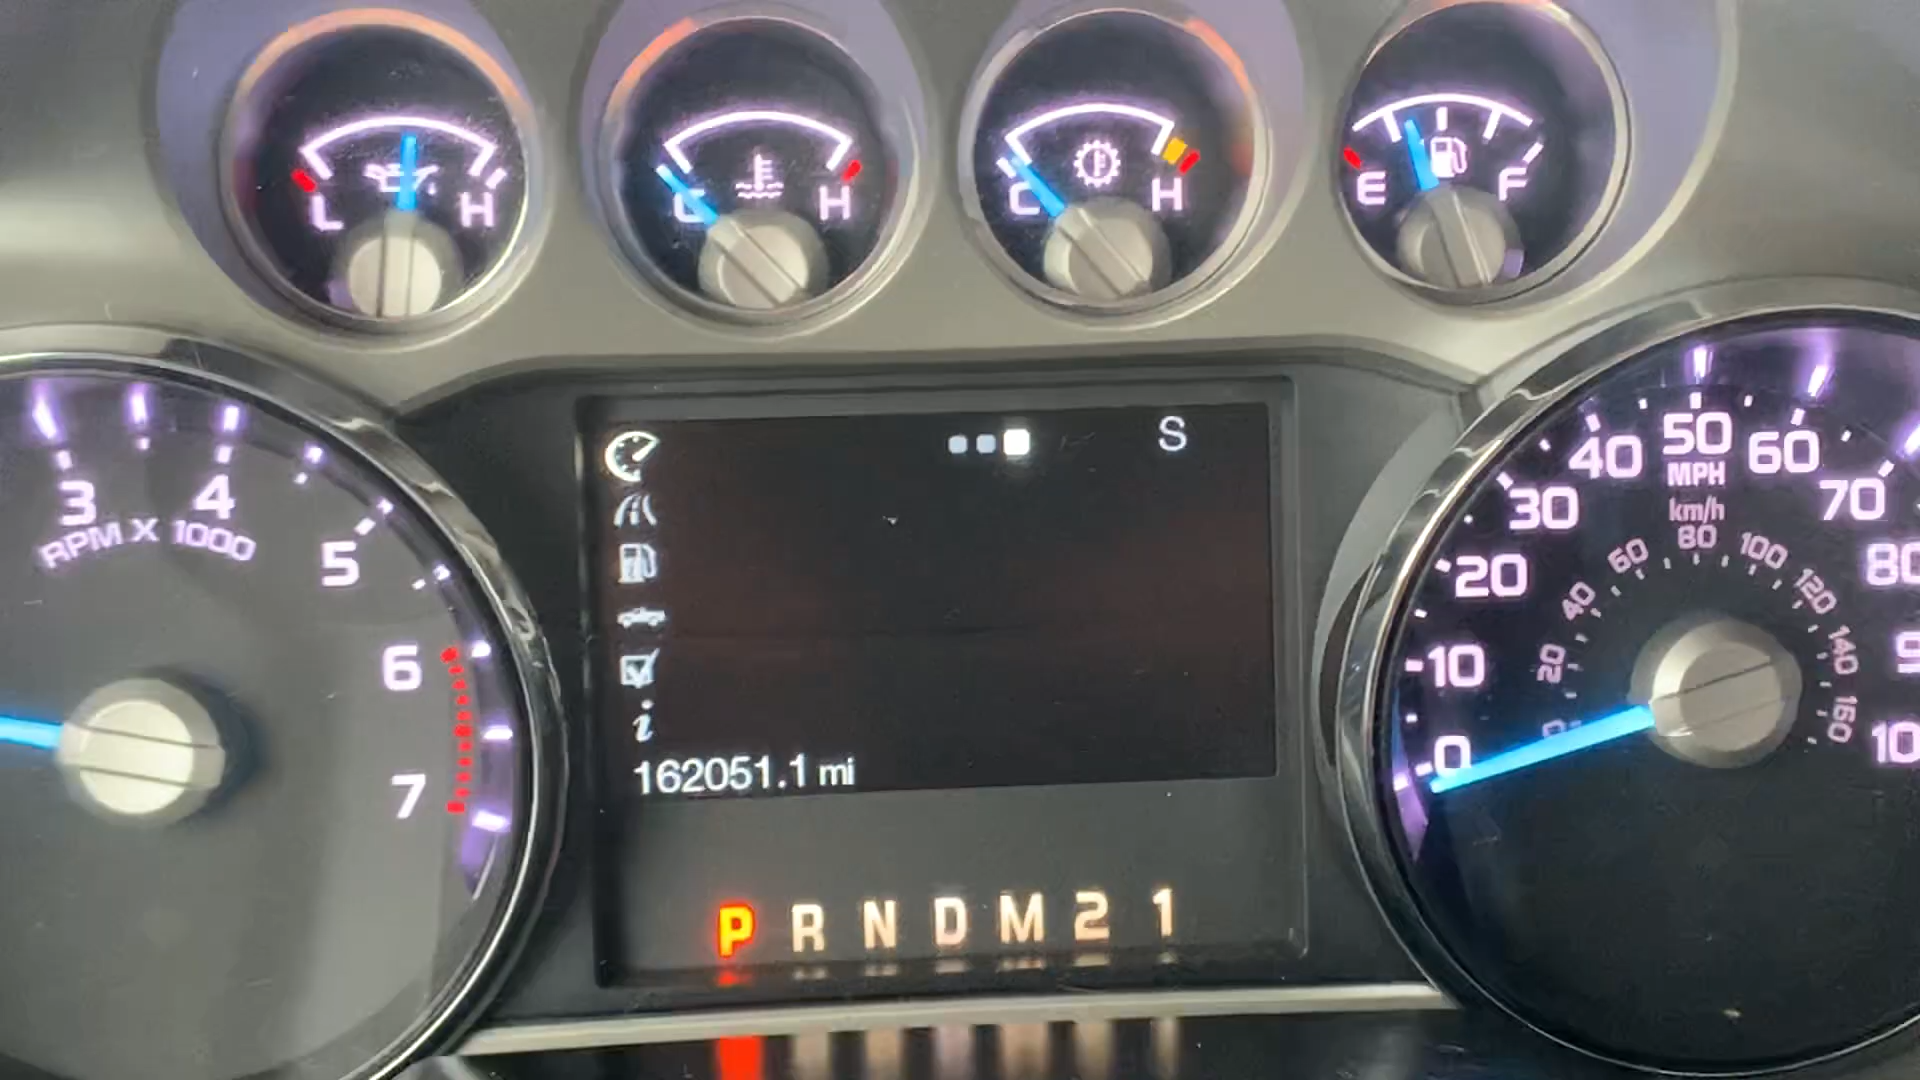 L H
C H
C H
E F
3 4 5 6 7
RPM X 1000
S
i
162051.1 mi
P R N D M 2 1
0 10 20 30 40 50 60 70 80
MPH
km/h
20 40 60 80 100 120 140 160